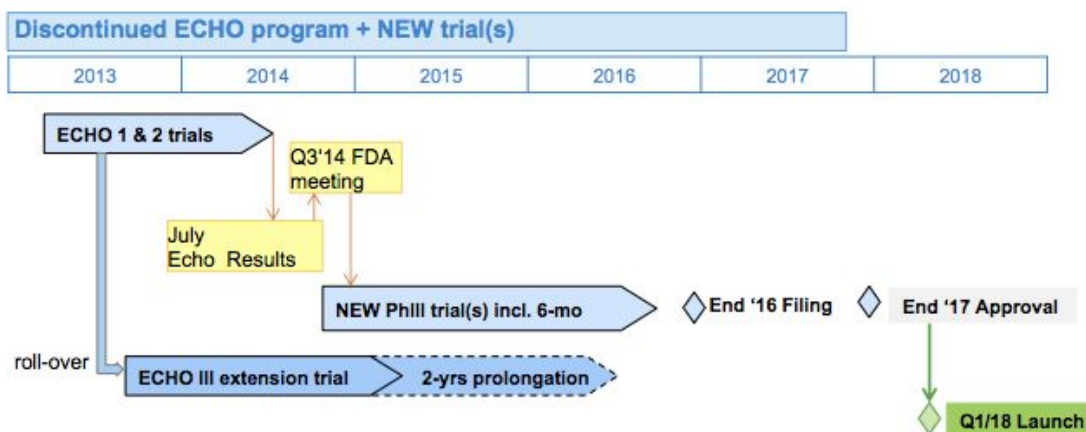 Discontinued ECHO program + NEW trial(s)
2013 2014 2015 2016 2017 2018
ECHO 1 & 2 trials
Q3'14 FDA
meeting
July
Echo Results
NEW PhIII trial(s) incl. 6-mo
End ‘16 Filing
End ‘17 Approval
roll-over
ECHO III extension trial
2-yrs prolongation
Q1/18 Launch